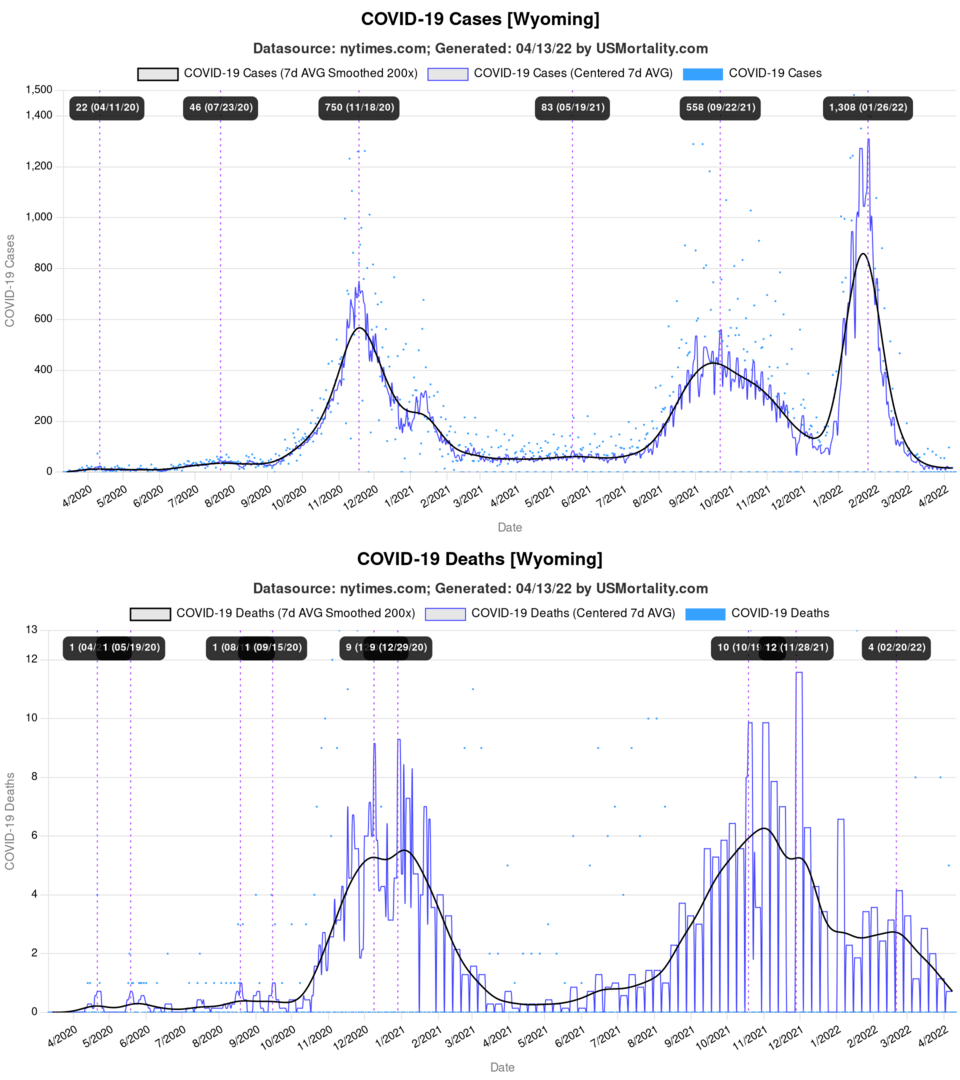 COVID-19 Cases [Wyoming]
Datasource: nytimes.com; Generated: 04/13/22 by USMortality.com
COVID-19 Cases (7d AVG Smoothed 200x) COVID-19 Cases (Centered 7d AVG) COVID-19 Cases
1,500
22 (04/11/20) 46 (07/23/20) 750 (11/18/20) 83 (05/19/21) 558 (09/22/21) 1,308 (01/26/22)
1,400
1,200
1,000
800
600
400
200
0
COVID-19 Cases
4/2020 5/2020 6/2020 7/2020 8/2020 9/2020 10/2020 11/2020 12/2020 1/2021 2/2021 3/2021 4/2021 5/2021 6/2021 7/2021 8/2021 9/2021 10/2021 11/2021 12/2021 1/2022 2/2022 3/2022 4/2022
Date
COVID-19 Deaths [Wyoming]
Datasource: nytimes.com; Generated: 04/13/22 by USMortality.com
COVID-19 Deaths (7d AVG Smoothed 200x) COVID-19 Deaths (Centered 7d AVG) COVID-19 Deaths
13
1 (04/ 1 (05/19/20) 1 (08/ 1 (09/15/20) 9 (1 9 (12/29/20) 10 (10/19 12 (11/28/21) 4 (02/20/22)
12
10
8
6
4
2
0
COVID-19 Deaths
4/2020 5/2020 6/2020 7/2020 8/2020 9/2020 10/2020 11/2020 12/2020 1/2021 2/2021 3/2021 4/2021 5/2021 6/2021 7/2021 8/2021 9/2021 10/2021 11/2021 12/2021 1/2022 2/2022 3/2022 4/2022
Date